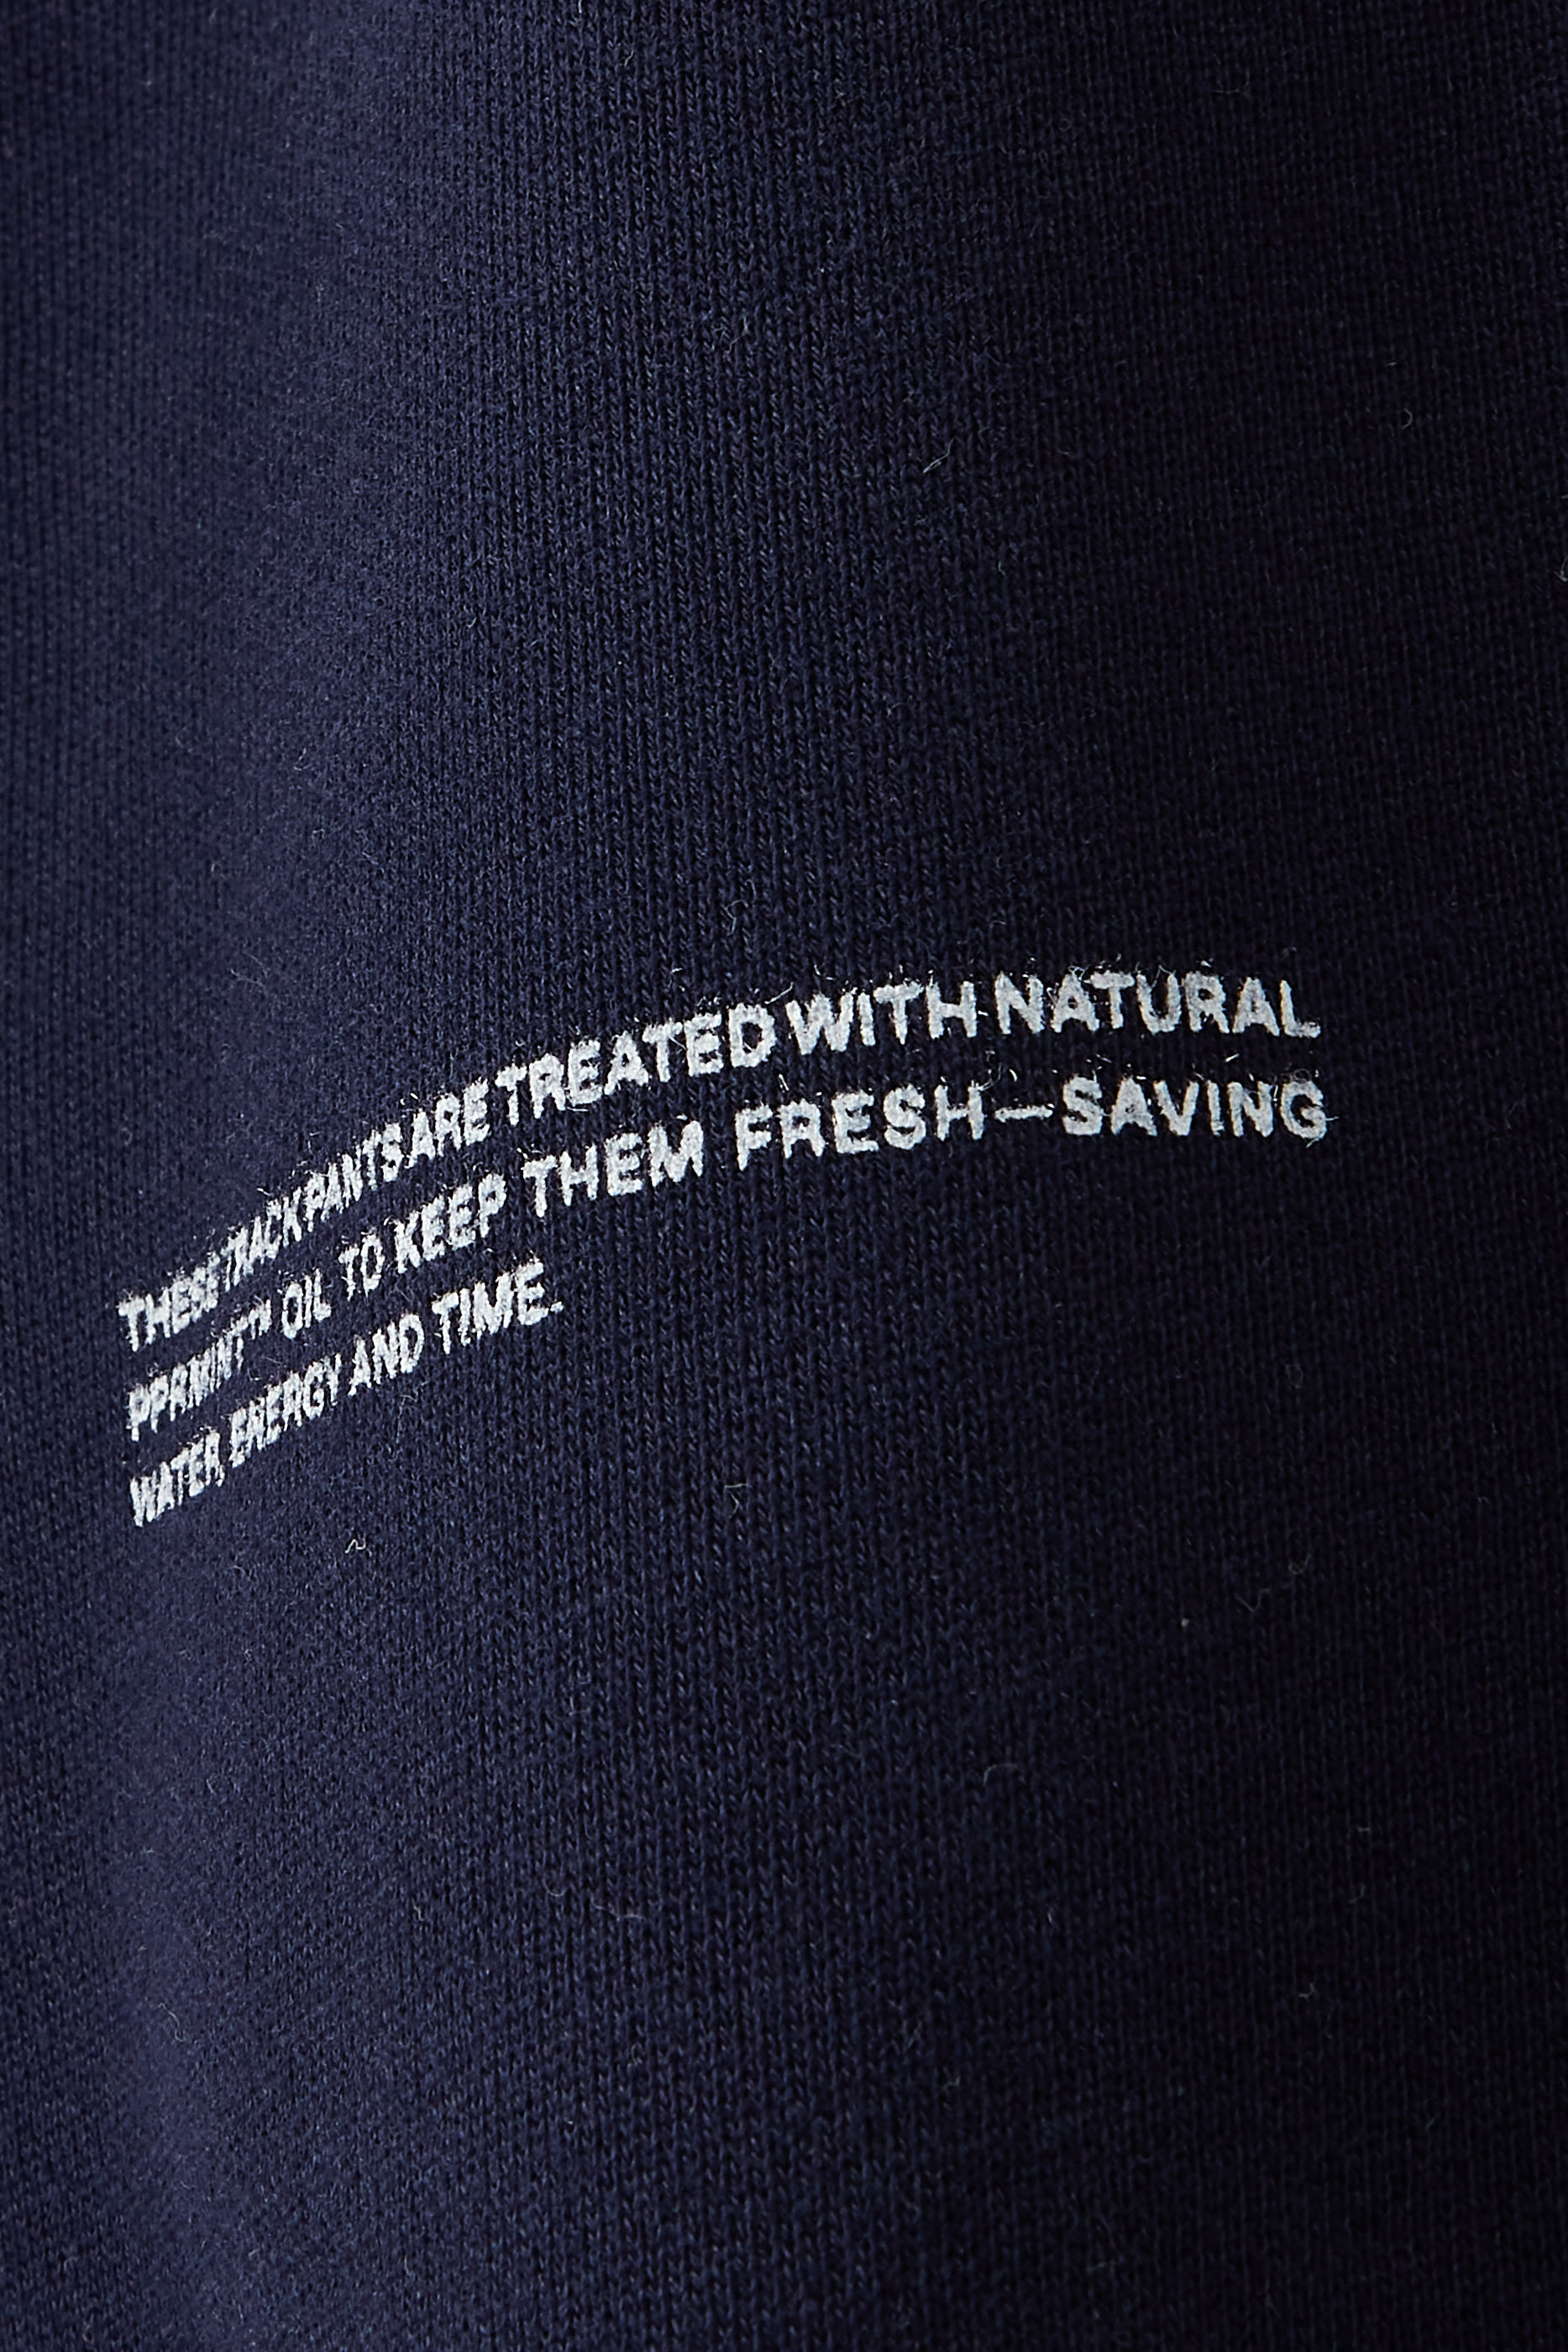 THESE TRACK PANTS ARE TREATED WITH NATURAL
PPRMINT™ OIL TO KEEP THEM FRESH—SAVING
WATER, ENERGY AND TIME.